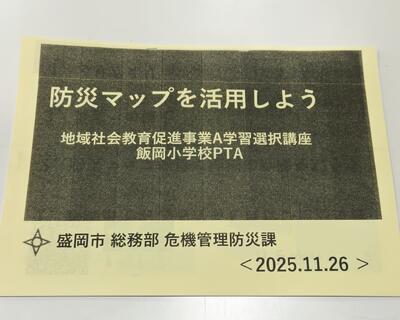 防災マップを活用しよう
地域社会教育促進事業A学習選択講座
飯岡小学校PTA
盛岡市 総務部 危機管理防災課
＜2025.11.26 ＞